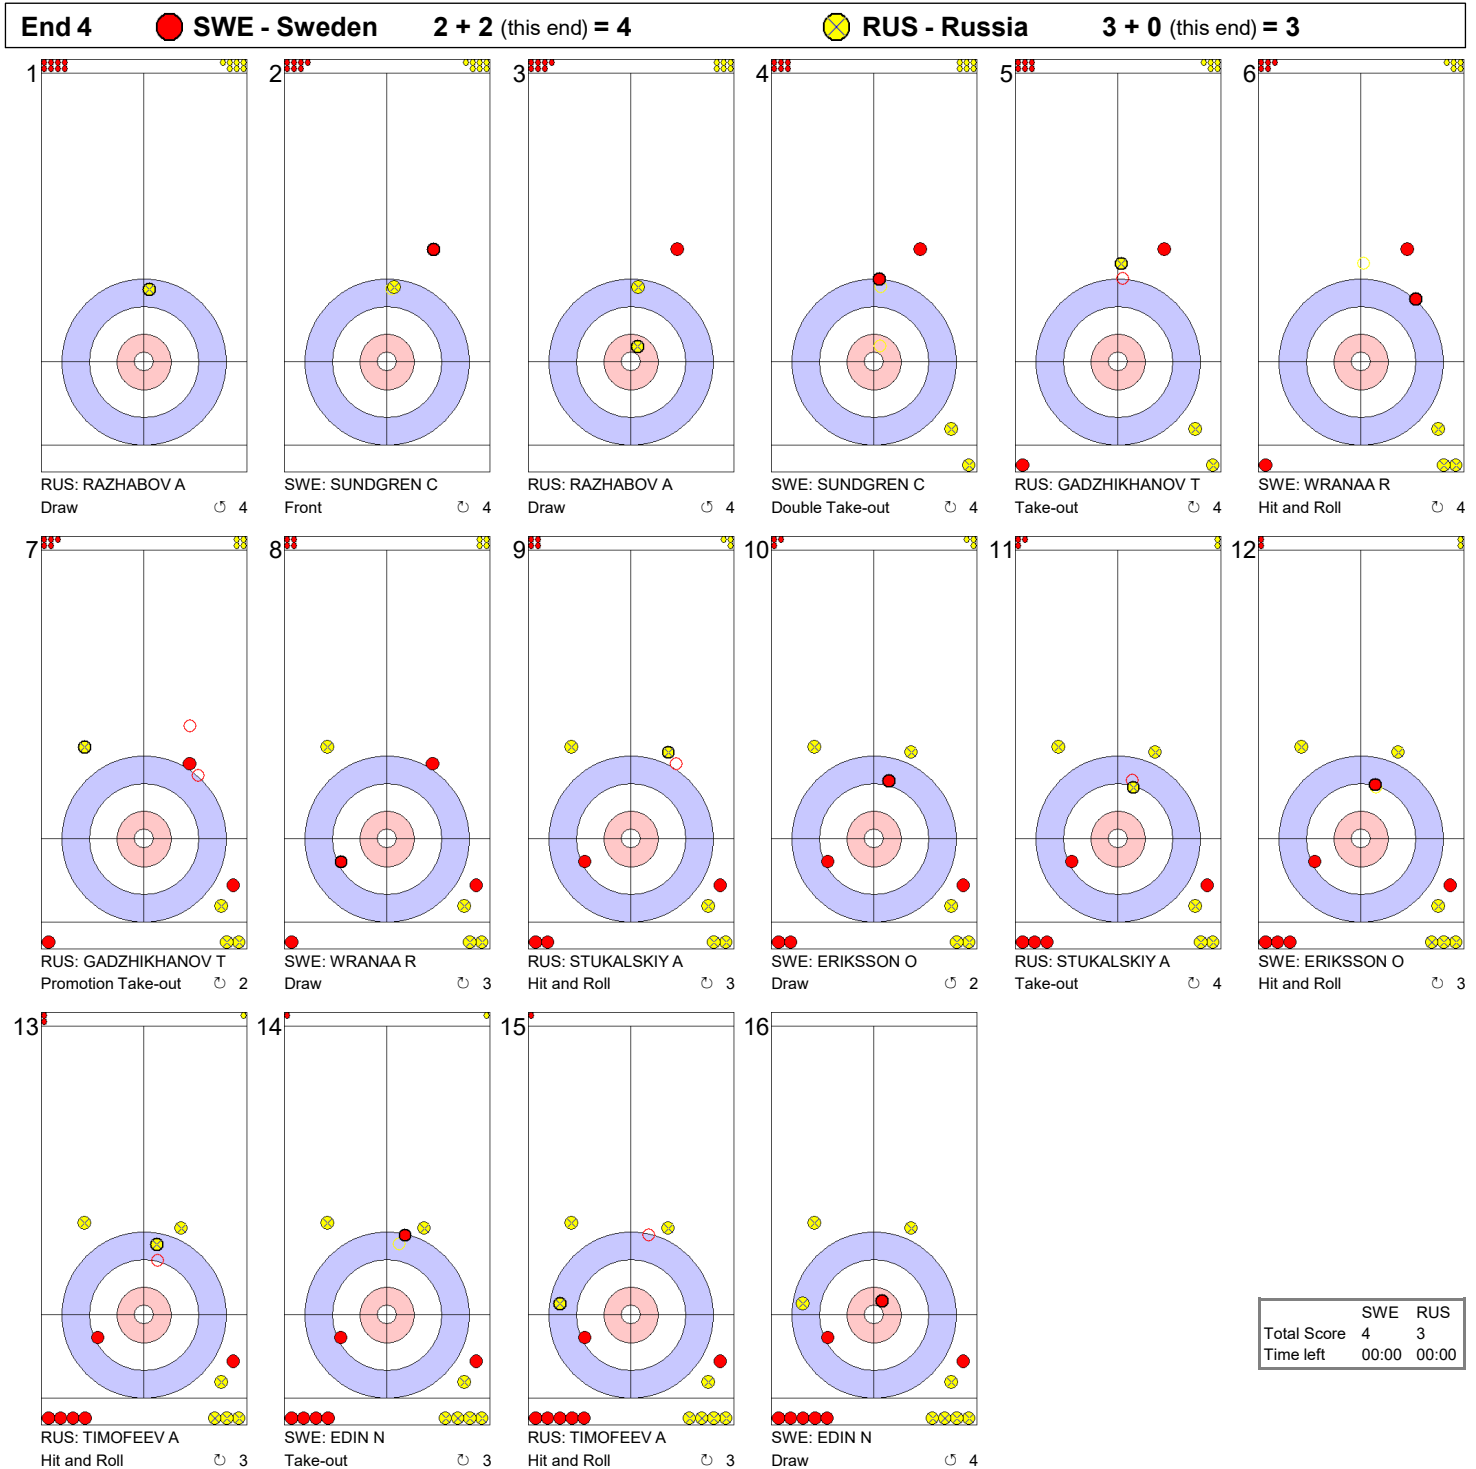 End 4 SWE - Sweden 2 + 2 (this end) = 4 RUS - Russia 3 + 0 (this end) = 3
1 2 3 4 5 6
RUS: RAZHABOV A SWE: SUNDGREN C RUS: RAZHABOV A SWE: SUNDGREN C RUS: GADZHIKHANOV T SWE: WRANAA R
Draw 4 Front 4 Draw 4 Double Take-out 4 Take-out 4 Hit and Roll 4
7 8 9 10 11 12
RUS: GADZHIKHANOV T SWE: WRANAA R RUS: STUKALSKIY A SWE: ERIKSSON O RUS: STUKALSKIY A SWE: ERIKSSON O
Promotion Take-out 2 Draw 3 Hit and Roll 3 Draw 2 Take-out 4 Hit and Roll 3
13 14 15 16
SWE RUS
Total Score 4 3
Time left 00:00 00:00
RUS: TIMOFEEV A SWE: EDIN N RUS: TIMOFEEV A SWE: EDIN N
Hit and Roll 3 Take-out 3 Hit and Roll 3 Draw 4